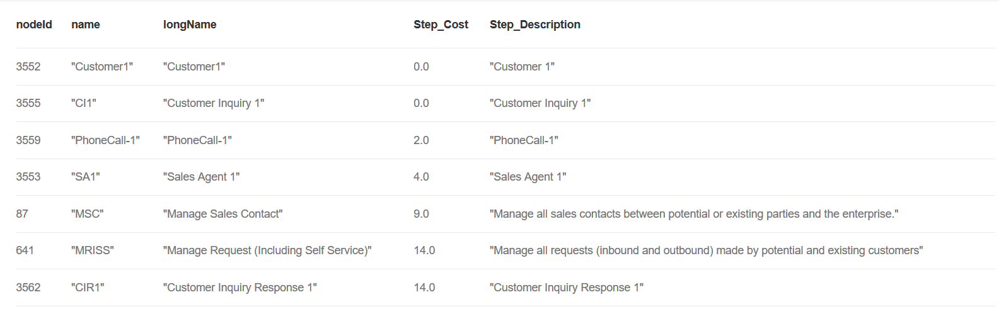 nodeId name longName Step_Cost Step_Description
3552 "Customer1" "Customer1" 0.0 "Customer 1"
3555 "CI1" "Customer Inquiry 1" 0.0 "Customer Inquiry 1"
3559 "PhoneCall-1" "PhoneCall-1" 2.0 "PhoneCall-1"
3553 "SA1" "Sales Agent 1" 4.0 "Sales Agent 1"
87 "MSC" "Manage Sales Contact" 9.0 "Manage all sales contacts between potential or existing parties and the enterprise."
641 "MRISS" "Manage Request (Including Self Service)" 14.0 "Manage all requests (inbound and outbound) made by potential and existing customers"
3562 "CIR1" "Customer Inquiry Response 1" 14.0 "Customer Inquiry Response 1"